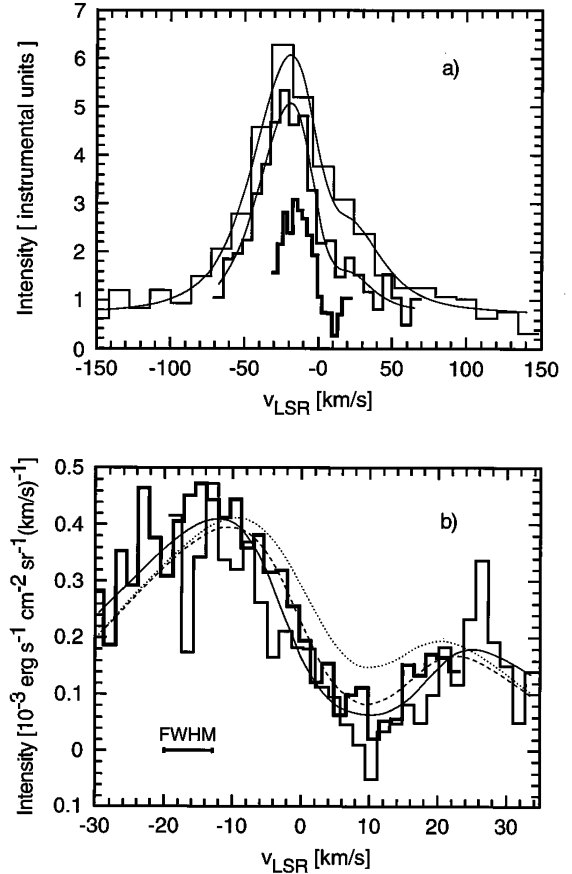 7
6
5
4
3
2
1
0
Intensity [ instrumental units ]
a)
-150 -100 -50 -0 50 100 150
vLSR [km/s]
0.5
0.4
0.3
0.2
0.1
0
0.1
Intensity [10-3 erg s-1 cm-2 sr-1 (km/s)-1]
b)
FWHM
-30 -20 -10 0 10 20 30
vLSR [km/s]